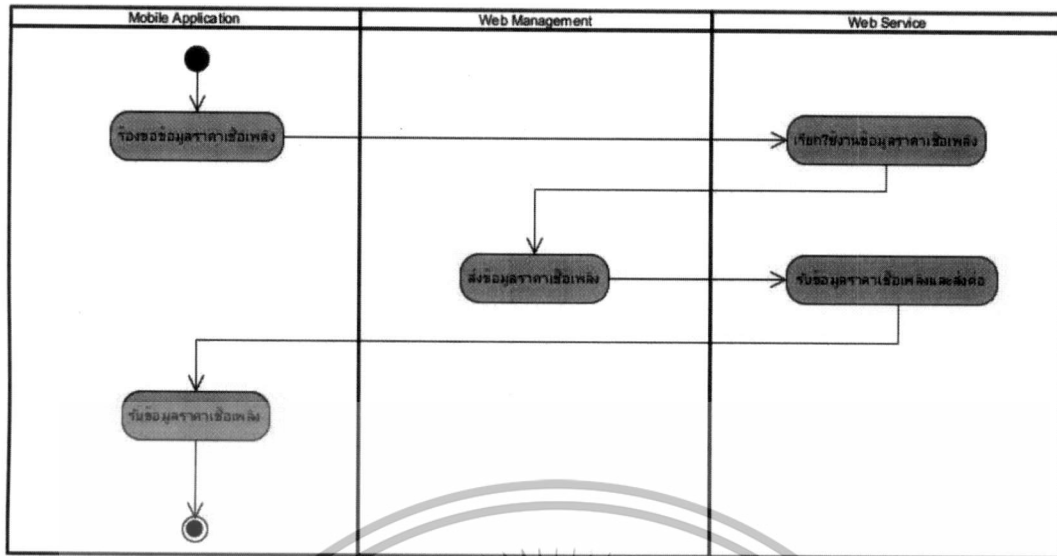 Mobile Application
Web Management
Web Service
ร้องขอข้อมูลราคาเชื้อเพลิง
เรียกใช้งานข้อมูลราคาเชื้อเพลิง
ส่งข้อมูลราคาเชื้อเพลิง
รับข้อมูลราคาเชื้อเพลิงและส่งต่อ
รับข้อมูลราคาเชื้อเพลิง